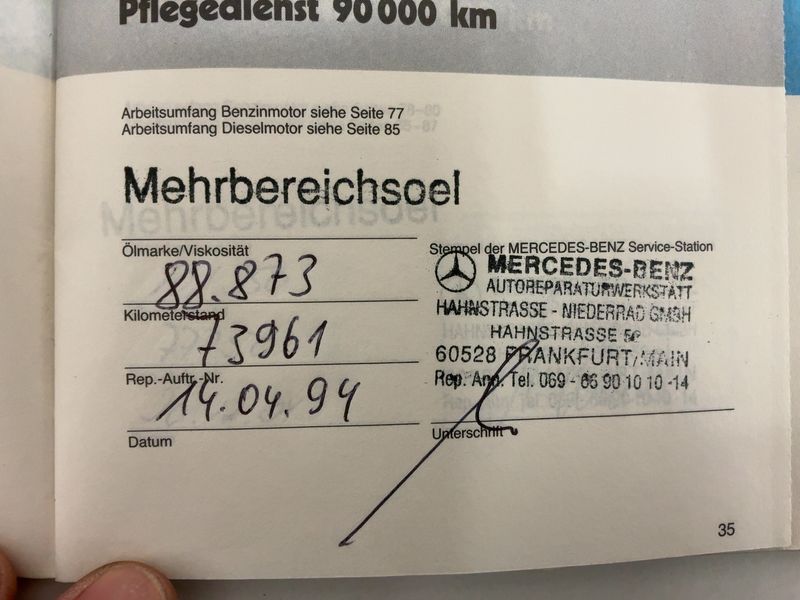 Pflegedienst 90 000 km
Arbeitsumfang Benzinmotor siehe Seite 77
Arbeitsumfang Dieselmotor siehe Seite 85
Mehrbereichsoel
Ölmarke/Viskosität
88.873
Kilometerstand
73961
Rep.-Auftr.-Nr.
14.04.94
Datum
Stempel der MERCEDES-BENZ Service-Station
MERCEDES-BENZ
AUTOREPARATURWERKSTATT
HAHNSTRASSE - NIEDERRAD GMBH
HAHNSTRASSE
60528 FRANKFURT/MAIN
Rep. Ann. Tel. 069 - 66 90 10 10 -14
Unterschrift
35